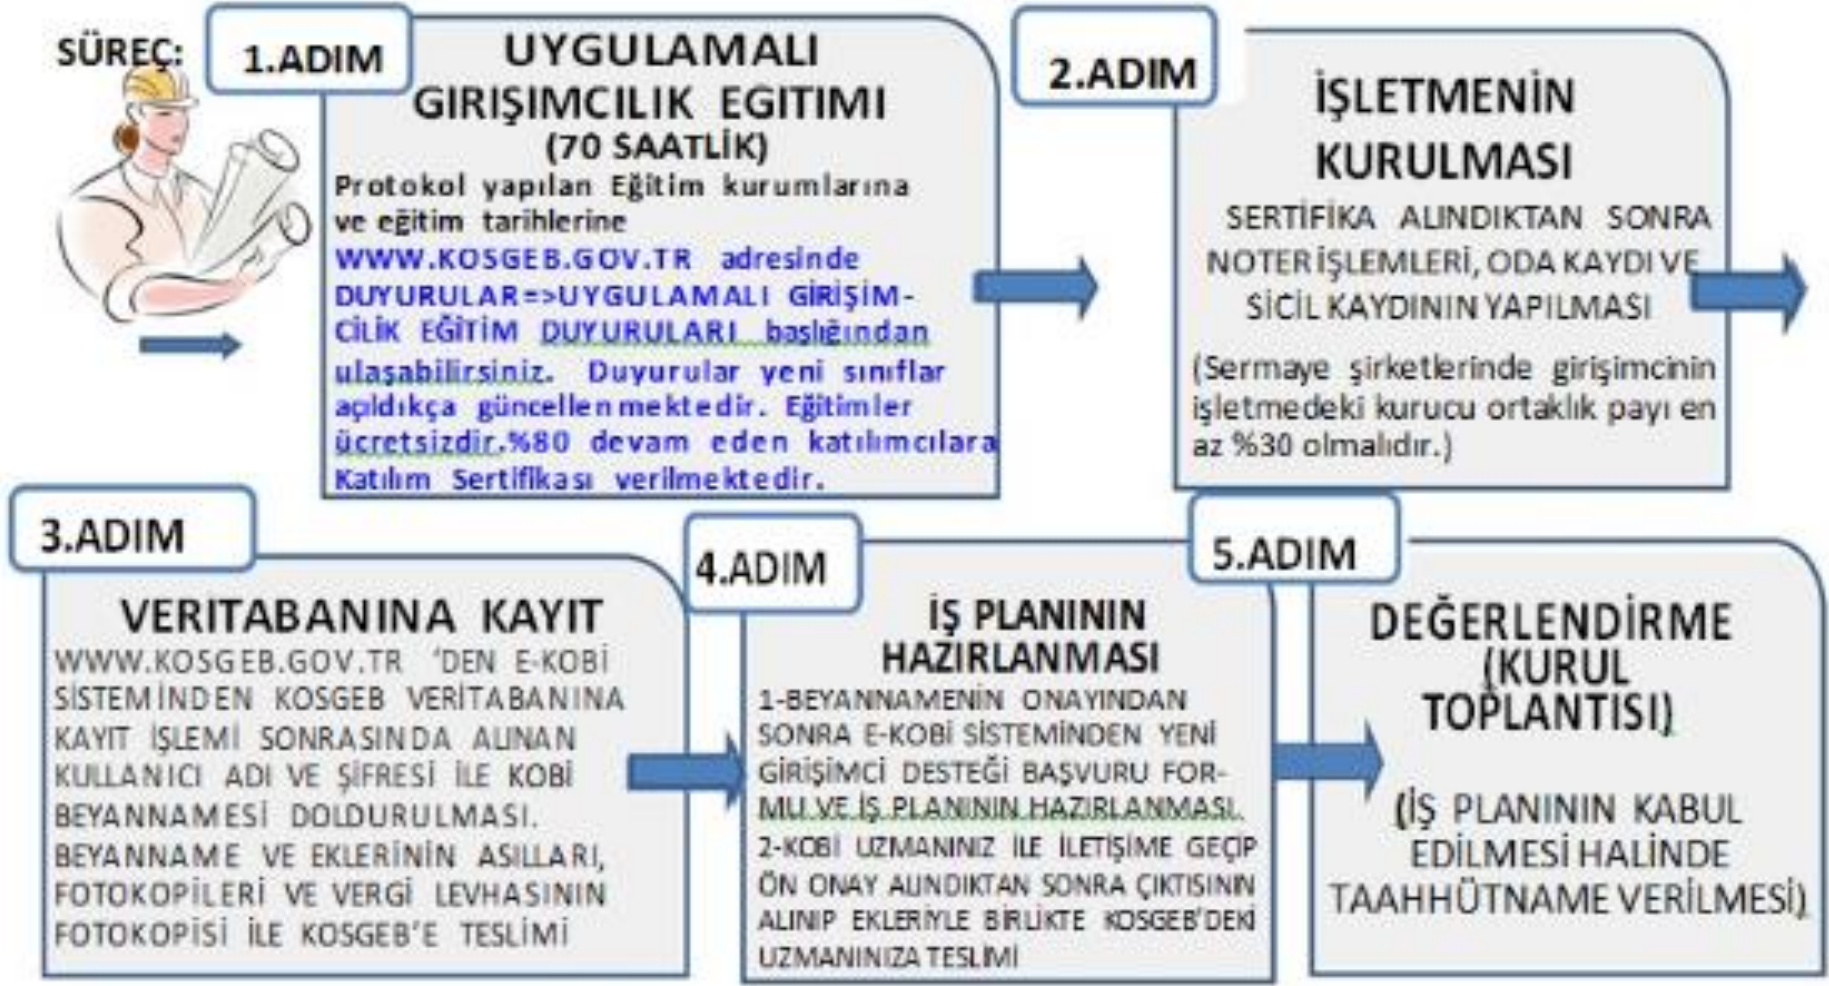 SÜREÇ:
1.ADIM
UYGULAMALI
GIRIŞIMCILIK EGITIMI
(70 SAATLİK)
Protokol yapılan Eğitim kurumlarına
ve eğitim tarihlerine
WWW.KOSGEB.GOV.TR adresinde
DUYURULAR=>UYGULAMALI GİRİŞİM-
CİLİK EĞİTİM DUYURULARI başlığından
ulaşabilirsiniz. Duyurular yeni sınıflar
açıldıkça güncellenmektedir. Eğitimler
ücretsizdir.%80 devam eden katılımcılara
Katılım Sertifikası verilmektedir.
2.ADIM
İŞLETMENİN
KURULMASI
SERTİFİKA ALINDIKTAN SONRA
NOTER İŞLEMLERİ, ODA KAYDI VE
SİCİL KAYDININ YAPILMASI
(Sermaye şirketlerinde girişimcinin
işletmedeki kurucu ortaklık payı en
az %30 olmalıdır.)
3.ADIM
VERITABANINA KAYIT
WWW.KOSGEB.GOV.TR 'DEN E-KOBİ
SİSTEMİNDEN KOSGEB VERİTABANINA
KAYIT İŞLEMİ SONRASINDA ALINAN
KULLANICI ADI VE ŞİFRESİ İLE KOBİ
BEYANNAMESİ DOLDURULMASI.
BEYANNAME VE EKLERİNİN ASILLARI,
FOTOKOPİLERİ VE VERGİ LEVHASININ
FOTOKOPİSİ İLE KOSGEB'E TESLİMİ
4.ADIM
İŞ PLANININ
HAZIRLANMASI
1-BEYANNAMENİN ONAYINDAN
SONRA E-KOBİ SİSTEMİNDEN YENİ
GİRİŞİMCİ DESTEĞİ BAŞVURU FOR-
MU VE İŞ PLANININ HAZIRLANMASI.
2-KOBİ UZMANINIZ İLE İLETİŞİME GEÇİP
ÖN ONAY ALINDIKTAN SONRA ÇIKTISININ
ALINIP EKLERİYLE BİRLİKTE KOSGEB'DEKİ
UZMANINIZA TESLİMİ
5.ADIM
DEĞERLENDİRME
(KURUL
TOPLANTISI)
(İŞ PLANININ KABUL
EDİLMESİ HALİNDE
TAAHHÜTNAME VERİLMESİ)